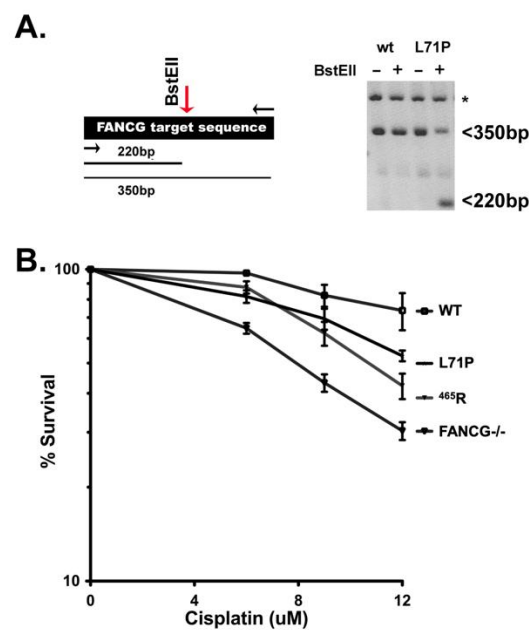 A.
wt L71P
BstEII
BstEII − + − +
*
FANCG target sequence
<350bp
220bp
350bp
<220bp
B.
100
WT
L71P
465R
FANCG-/-
% Survival
10
0 4 8 12
Cisplatin (uM)